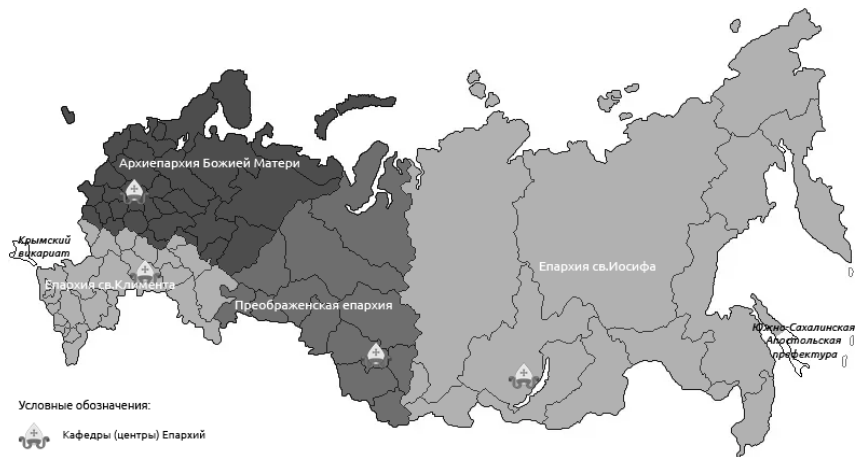 Архиепархия Божией Матери
Крымский
викариат
Епархия св.Климента
Преображенская епархия
Епархия св.Иосифа
Южно-Сахалинская
Апостольская
префектура
Условные обозначения:
Кафедры (центры) Епархий